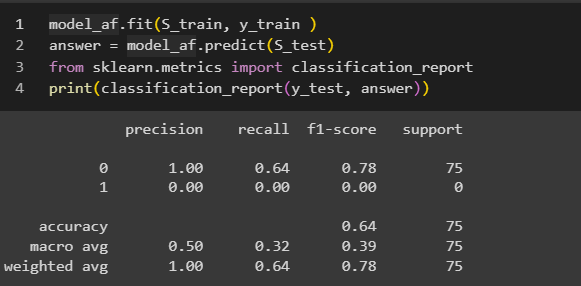 1 model_af.fit(S_train, y_train )
2 answer = model_af.predict(S_test)
3 from sklearn.metrics import classification_report
4 print(classification_report(y_test, answer))
precision recall f1-score support
0 1.00 0.64 0.78 75
1 0.00 0.00 0.00 0
accuracy 0.64 75
macro avg 0.50 0.32 0.39 75
weighted avg 1.00 0.64 0.78 75